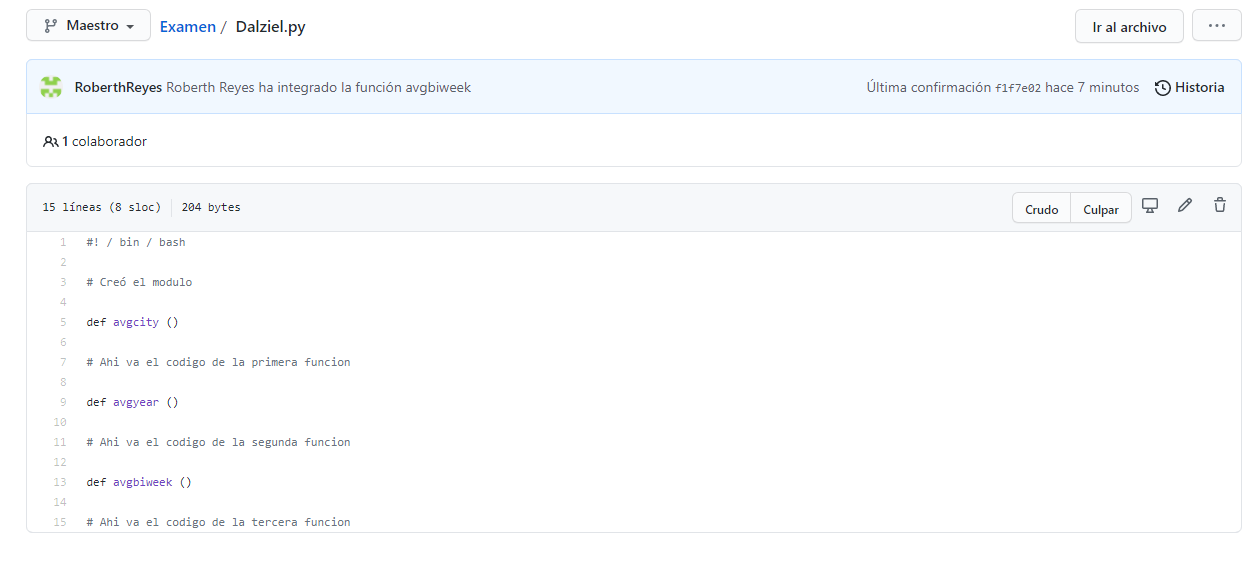 Maestro Examen / Dalziel.py Ir al archivo ...
RoberthReyes Roberth Reyes ha integrado la función avgbiweek Última confirmación f1f7e02 hace 7 minutos Historia
1 colaborador
15 líneas (8 sloc) 204 bytes Crudo Culpar
1 #! / bin / bash
2
3 # Creó el modulo
4
5 def avgcity ()
6
7 # Ahi va el codigo de la primera funcion
8
9 def avgyear ()
10
11 # Ahi va el codigo de la segunda funcion
12
13 def avgbiweek ()
14
15 # Ahi va el codigo de la tercera funcion